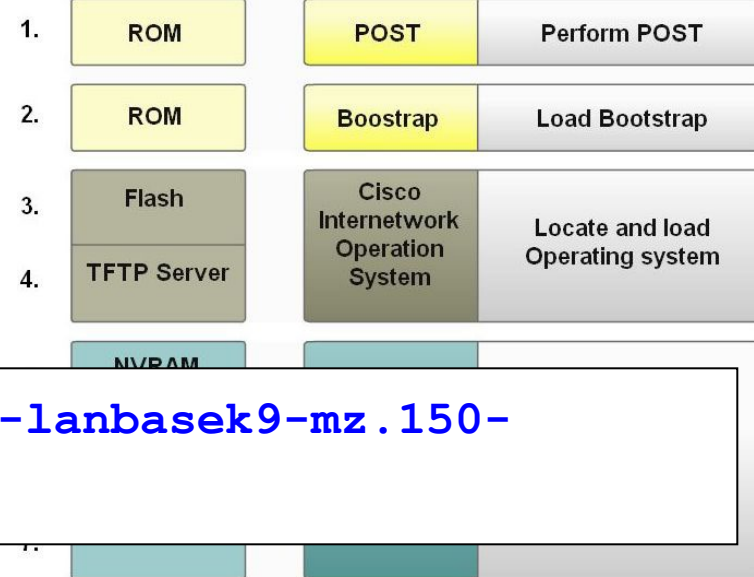 1. ROM POST Perform POST
2. ROM Boostrap Load Bootstrap
3. Flash
4. TFTP Server
Cisco
Internetwork
Operation
System
Locate and load
Operating system
NVRAM
-lanbasek9-mz.150-